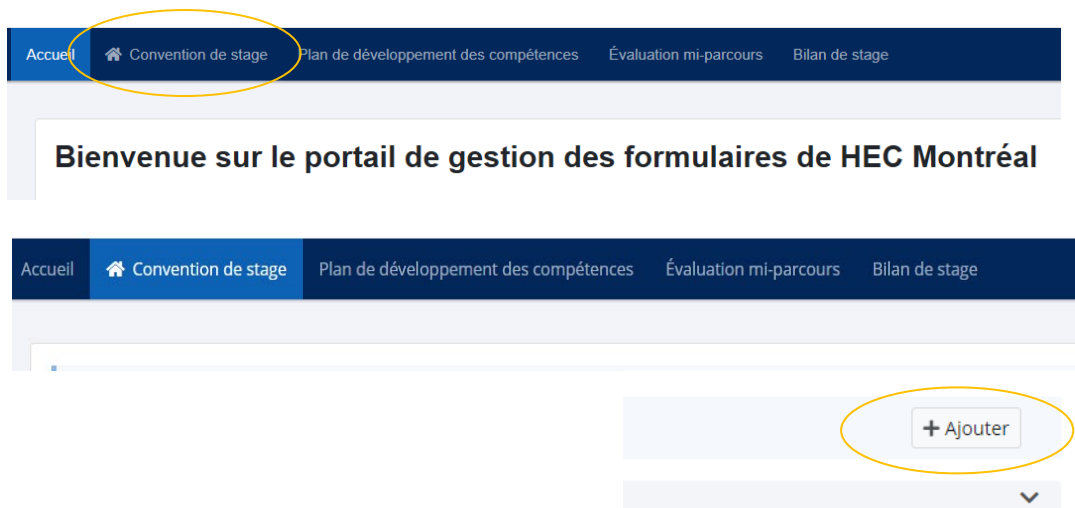 Accueil Convention de stage Plan de développement des compétences Évaluation mi-parcours Bilan de stage
Bienvenue sur le portail de gestion des formulaires de HEC Montréal
Accueil Convention de stage Plan de développement des compétences Évaluation mi-parcours Bilan de stage
+ Ajouter